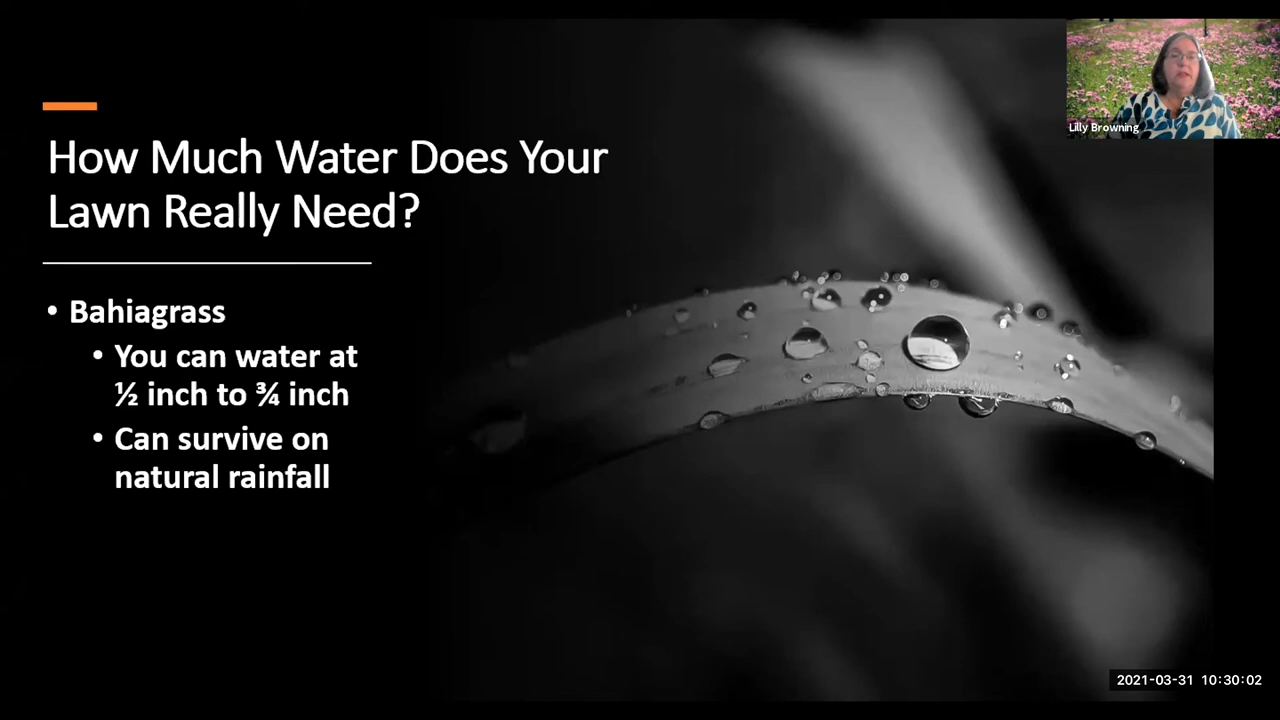 How Much Water Does Your
Lawn Really Need?
• Bahiagrass
• You can water at
½ inch to ¾ inch
• Can survive on
natural rainfall
Lilly Browning
2021-03-31 10:30:02